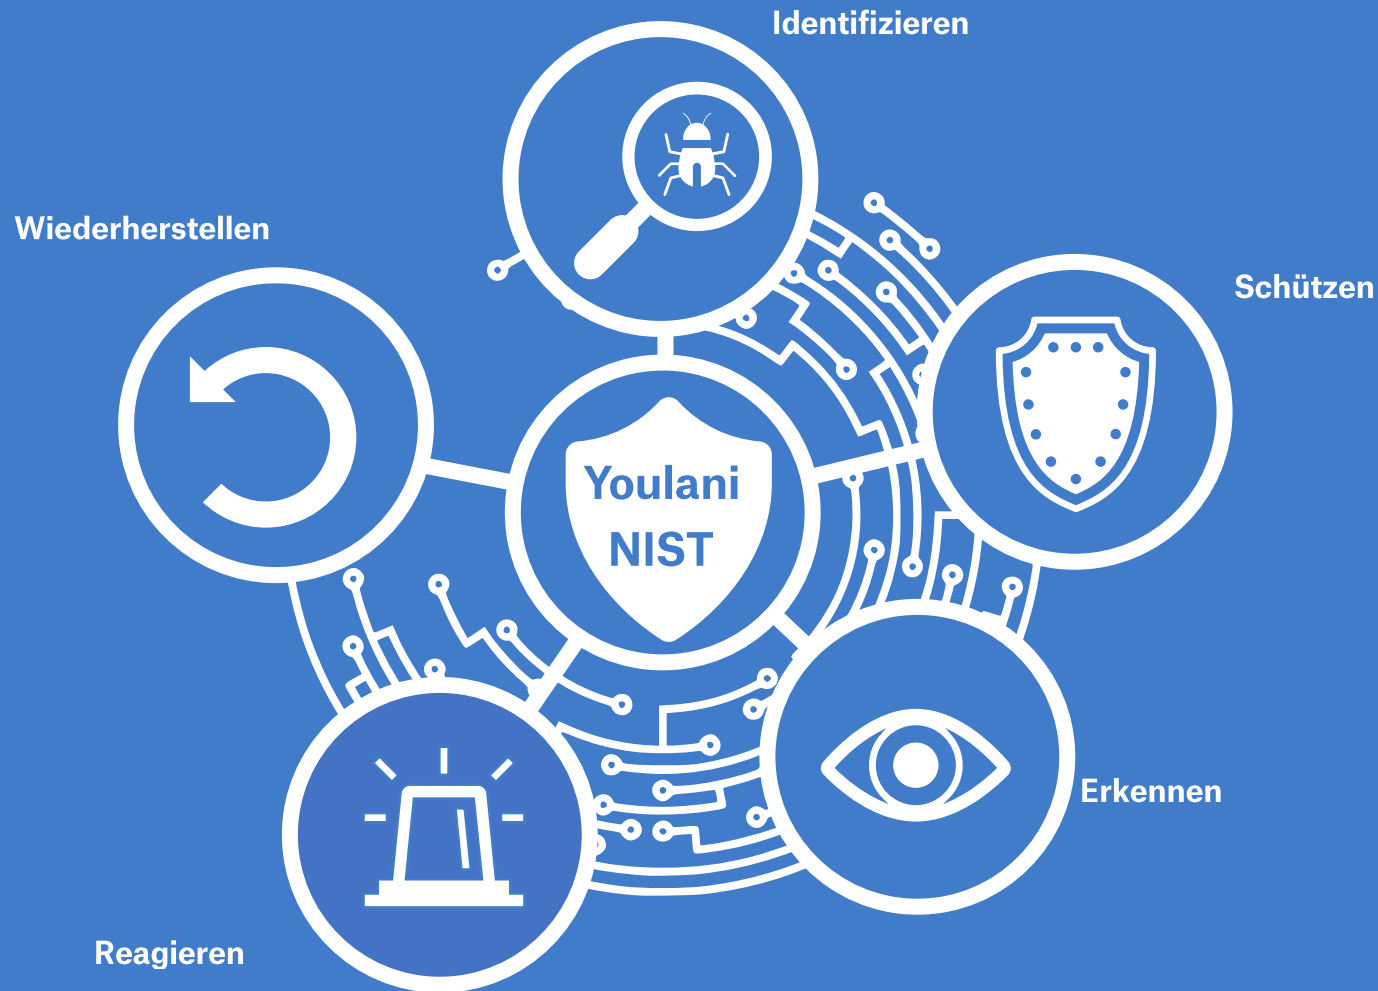 Identifizieren
Wiederherstellen
Schützen
Youlani
NIST
Erkennen
Reagieren